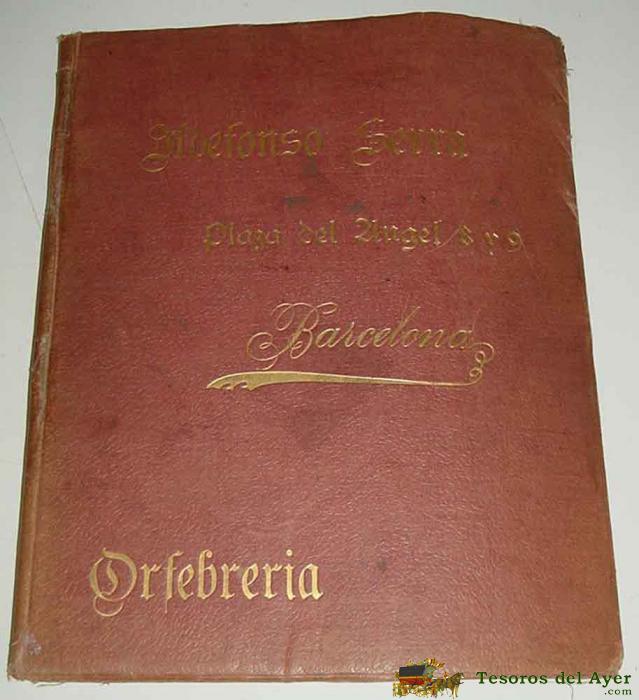 Ildefonso Serra
Plaza del Angel, 8 y 9
Barcelona
Orfebreria
Tesoros del Ayer
.com